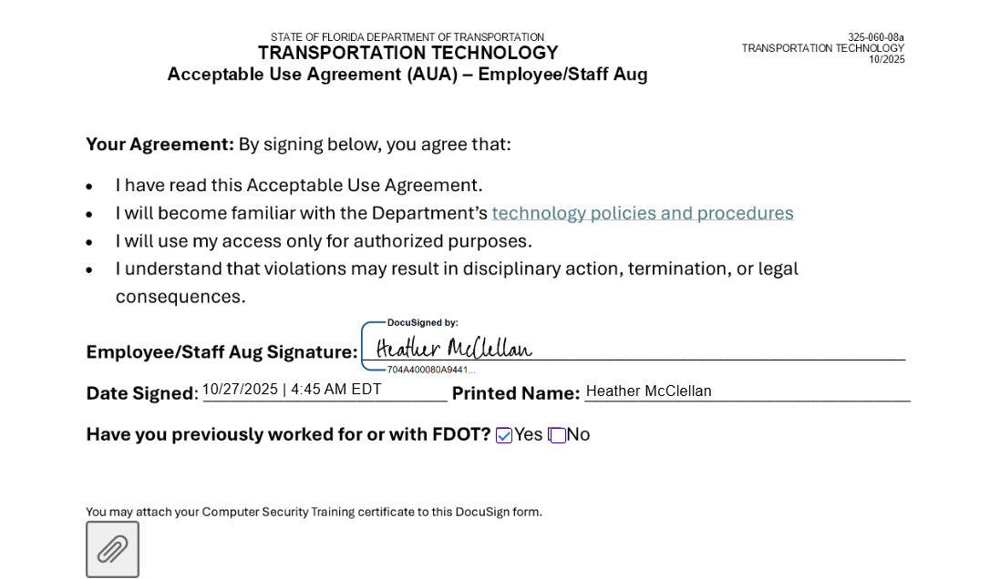 STATE OF FLORIDA DEPARTMENT OF TRANSPORTATION
TRANSPORTATION TECHNOLOGY
Acceptable Use Agreement (AUA) – Employee/Staff Aug
325-060-08a
TRANSPORTATION TECHNOLOGY
10/2025
Your Agreement: By signing below, you agree that:
• I have read this Acceptable Use Agreement.
• I will become familiar with the Department’s technology policies and procedures
• I will use my access only for authorized purposes.
• I understand that violations may result in disciplinary action, termination, or legal
consequences.
DocuSigned by:
Employee/Staff Aug Signature: Heather McClellan
704A400080A9441...
Date Signed: 10/27/2025 | 4:45 AM EDT Printed Name: Heather McClellan
Have you previously worked for or with FDOT? Yes No
You may attach your Computer Security Training certificate to this DocuSign form.